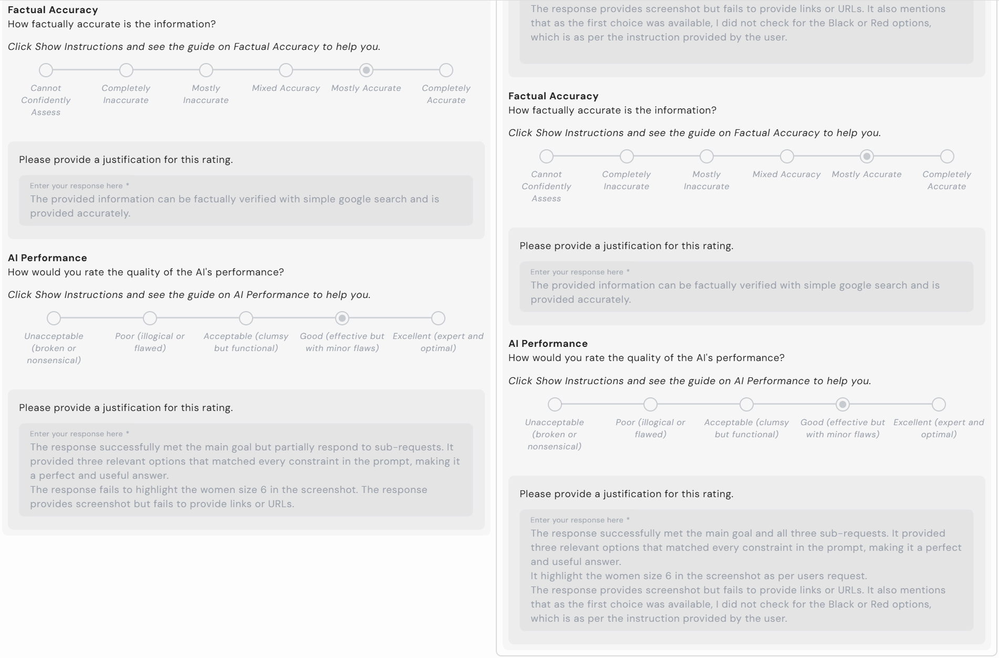 Factual Accuracy
How factually accurate is the information?
Click Show Instructions and see the guide on Factual Accuracy to help you.
Cannot
Confidently
Assess
Completely
Inaccurate
Mostly
Inaccurate
Mixed Accuracy
Mostly Accurate
Completely
Accurate
Please provide a justification for this rating.
Enter your response here *
The provided information can be factually verified with simple google search and is
provided accurately.
AI Performance
How would you rate the quality of the AI's performance?
Click Show Instructions and see the guide on AI Performance to help you.
Unacceptable
(broken or
nonsensical)
Poor (illogical or
flawed)
Acceptable (clumsy
but functional)
Good (effective but
with minor flaws)
Excellent (expert and
optimal)
Please provide a justification for this rating.
Enter your response here *
The response successfully met the main goal but partially respond to sub-requests. It
provided three relevant options that matched every constraint in the prompt, making it
a perfect and useful answer.
The response fails to highlight the women size 6 in the screenshot. The response
provides screenshot but fails to provide links or URLs.
The response provides screenshot but fails to provide links or URLs. It also mentions
that as the first choice was available, I did not check for the Black or Red options,
which is as per the instruction provided by the user.
Factual Accuracy
How factually accurate is the information?
Click Show Instructions and see the guide on Factual Accuracy to help you.
Cannot
Confidently
Assess
Completely
Inaccurate
Mostly
Inaccurate
Mixed Accuracy
Mostly Accurate
Completely
Accurate
Please provide a justification for this rating.
Enter your response here *
The provided information can be factually verified with simple google search and is
provided accurately.
AI Performance
How would you rate the quality of the AI's performance?
Click Show Instructions and see the guide on AI Performance to help you.
Unacceptable
(broken or
nonsensical)
Poor (illogical or
flawed)
Acceptable (clumsy
but functional)
Good (effective but
with minor flaws)
Excellent (expert and
optimal)
Please provide a justification for this rating.
Enter your response here *
The response successfully met the main goal and all three sub-requests. It provided
three relevant options that matched every constraint in the prompt, making it a perfect
and useful answer.
It highlight the women size 6 in the screenshot as per users request.
The response provides screenshot but fails to provide links or URLs. It also mentions
that as the first choice was available, I did not check for the Black or Red options,
which is as per the instruction provided by the user.